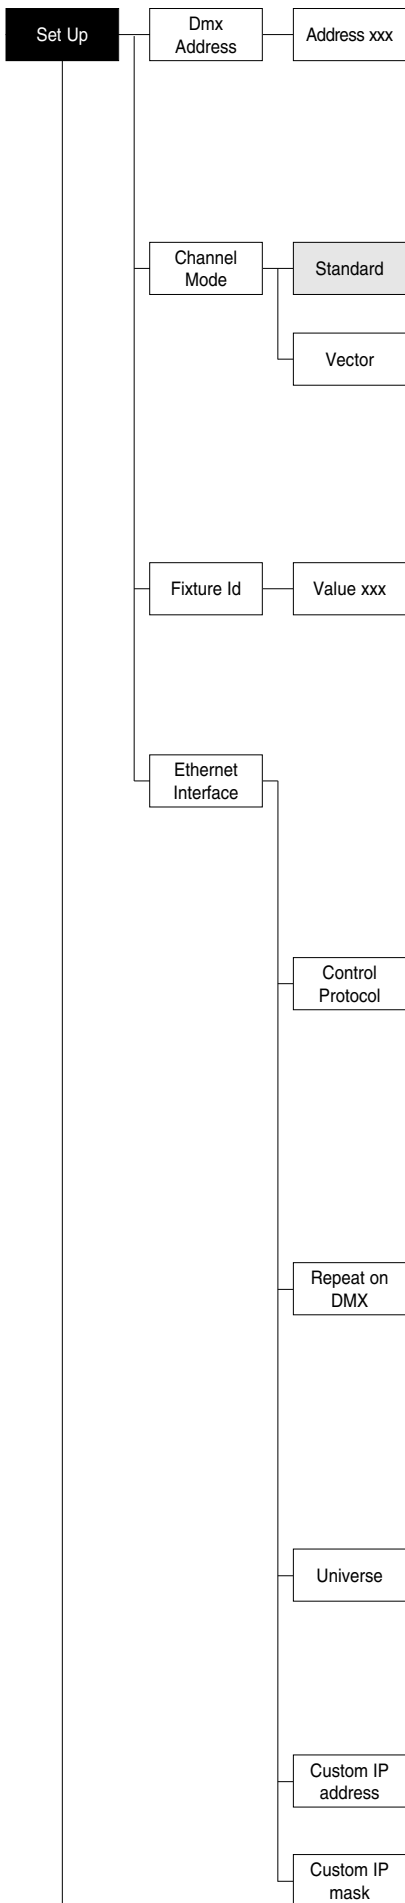 Set Up
Dmx
Address
Address xxx
Channel
Mode
Standard
Vector
Fixture Id
Value xxx
Ethernet
Interface
Control
Protocol
Repeat on
DMX
Universe
Custom IP
address
Custom IP
mask